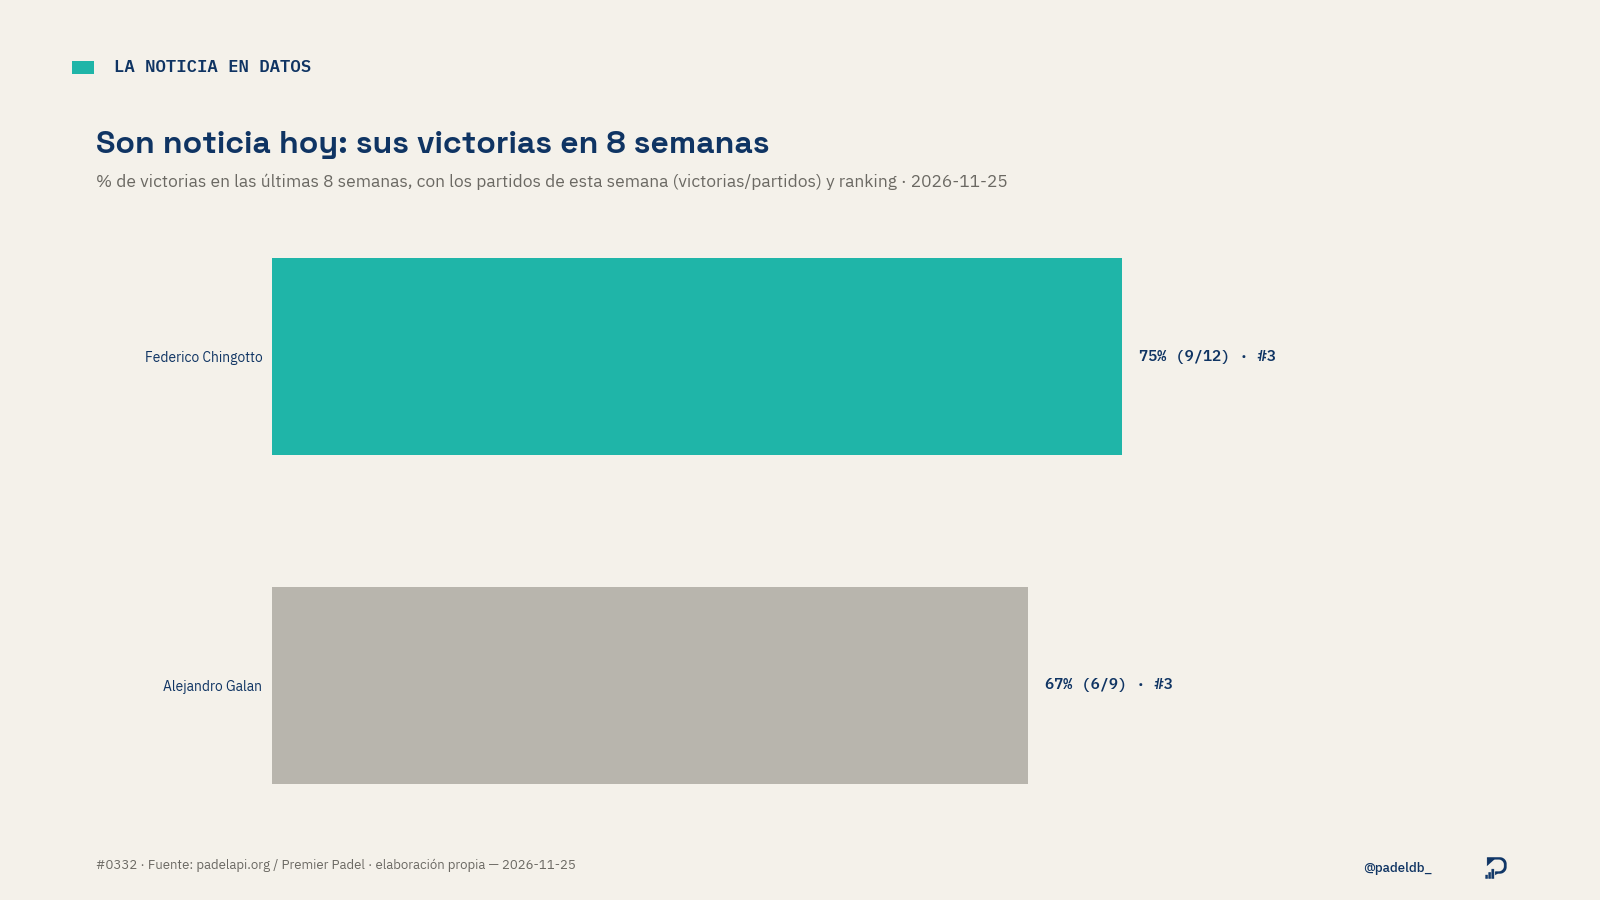 LA NOTICIA EN DATOS
Son noticia hoy: sus victorias en 8 semanas
% de victorias en las últimas 8 semanas, con los partidos de esta semana (victorias/partidos) y ranking · 2026-11-25
Federico Chingotto
75% (9/12) · #3
Alejandro Galan
67% (6/9) · #3
#0332 · Fuente: padelapi.org / Premier Padel · elaboración propia — 2026-11-25
@padeldb_